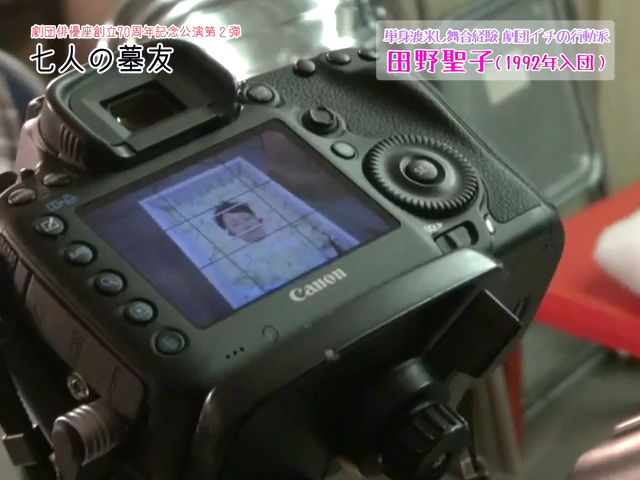 劇団俳優座創立70周年記念公演第2弾
七人の墓友
単身渡米し舞台経験 劇団イチの行動派
田野聖子(1992年入団)
Canon